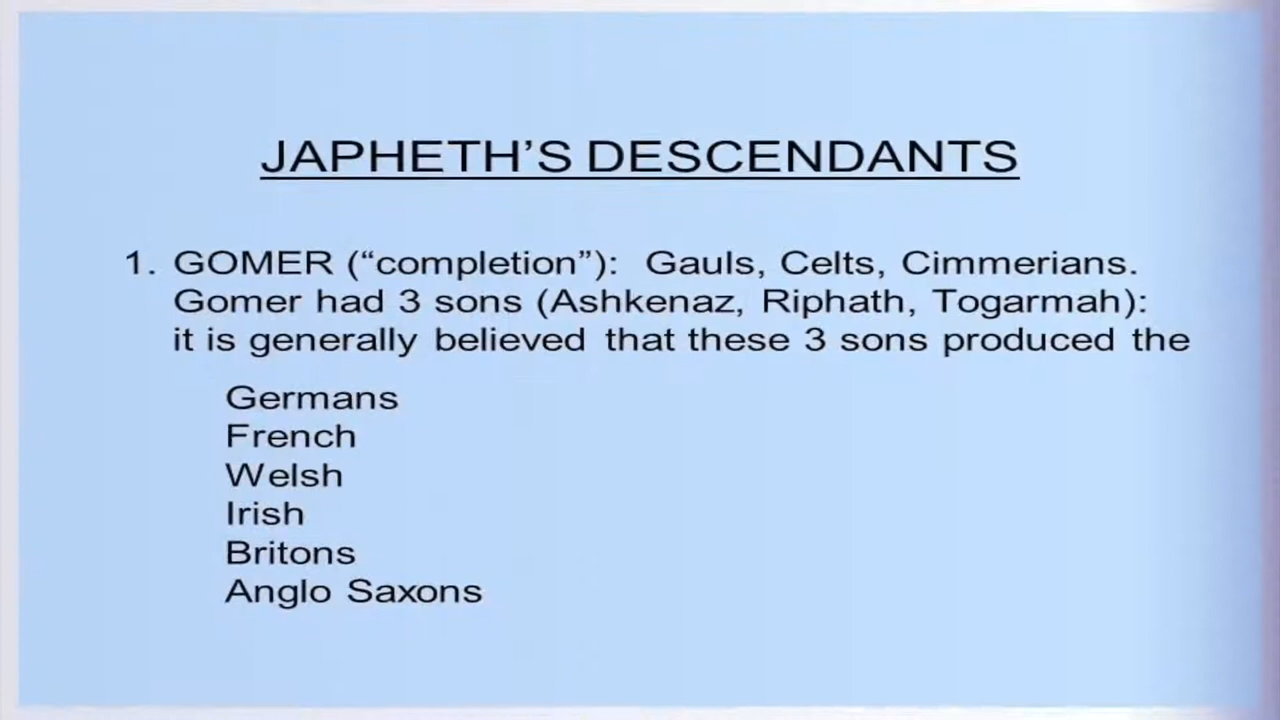 JAPHETH’S DESCENDANTS
1. GOMER (“completion”): Gauls, Celts, Cimmerians.
Gomer had 3 sons (Ashkenaz, Riphath, Togarmah):
it is generally believed that these 3 sons produced the
Germans
French
Welsh
Irish
Britons
Anglo Saxons